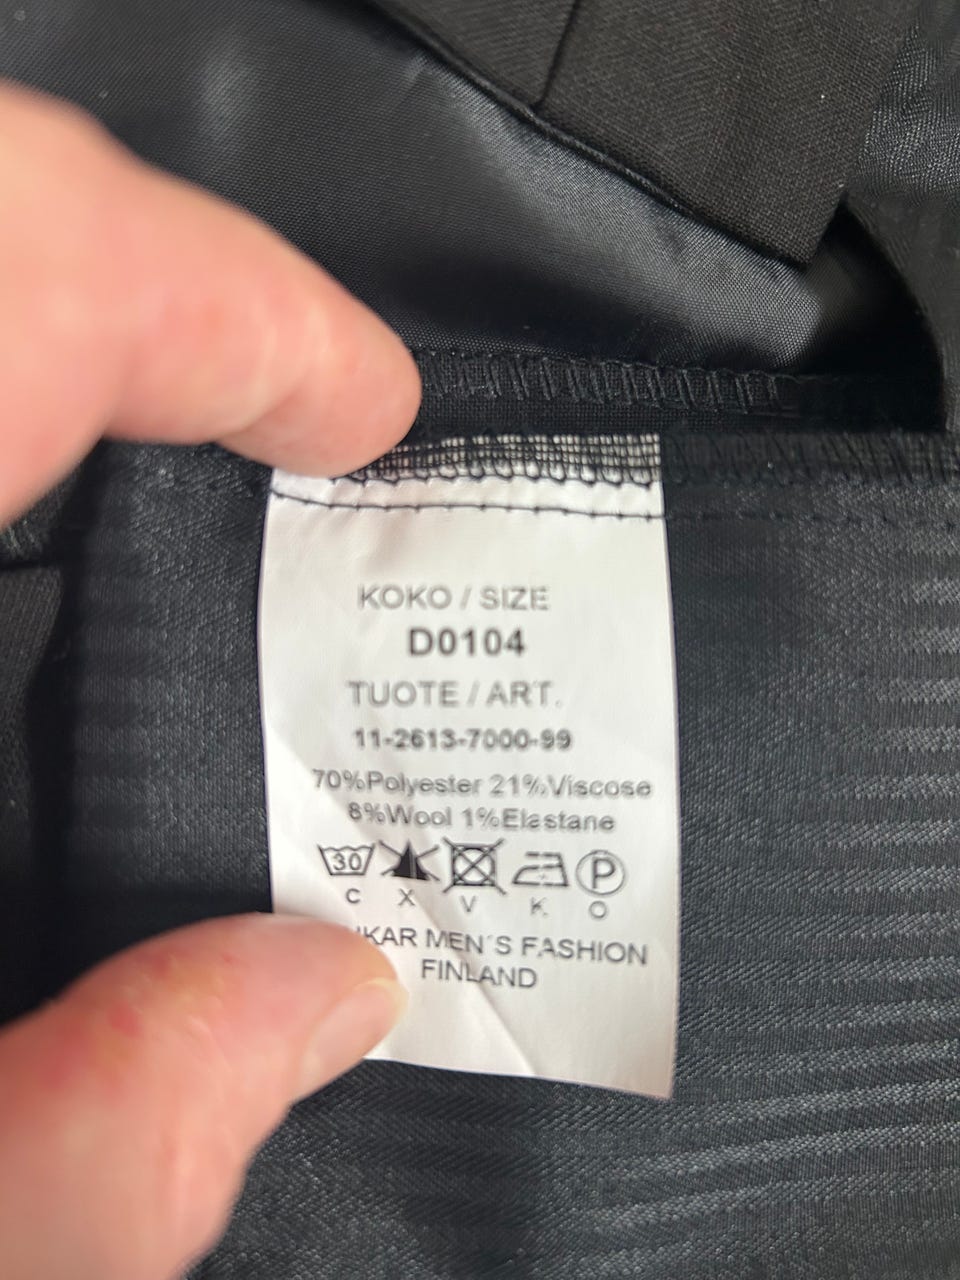 KOKO / SIZE
D0104
TUOTE / ART.
11-2613-7000-99
70%Polyester 21%Viscose
8%Wool 1%Elastane
30 P
C X V K O
MEN´S FASHION
FINLAND